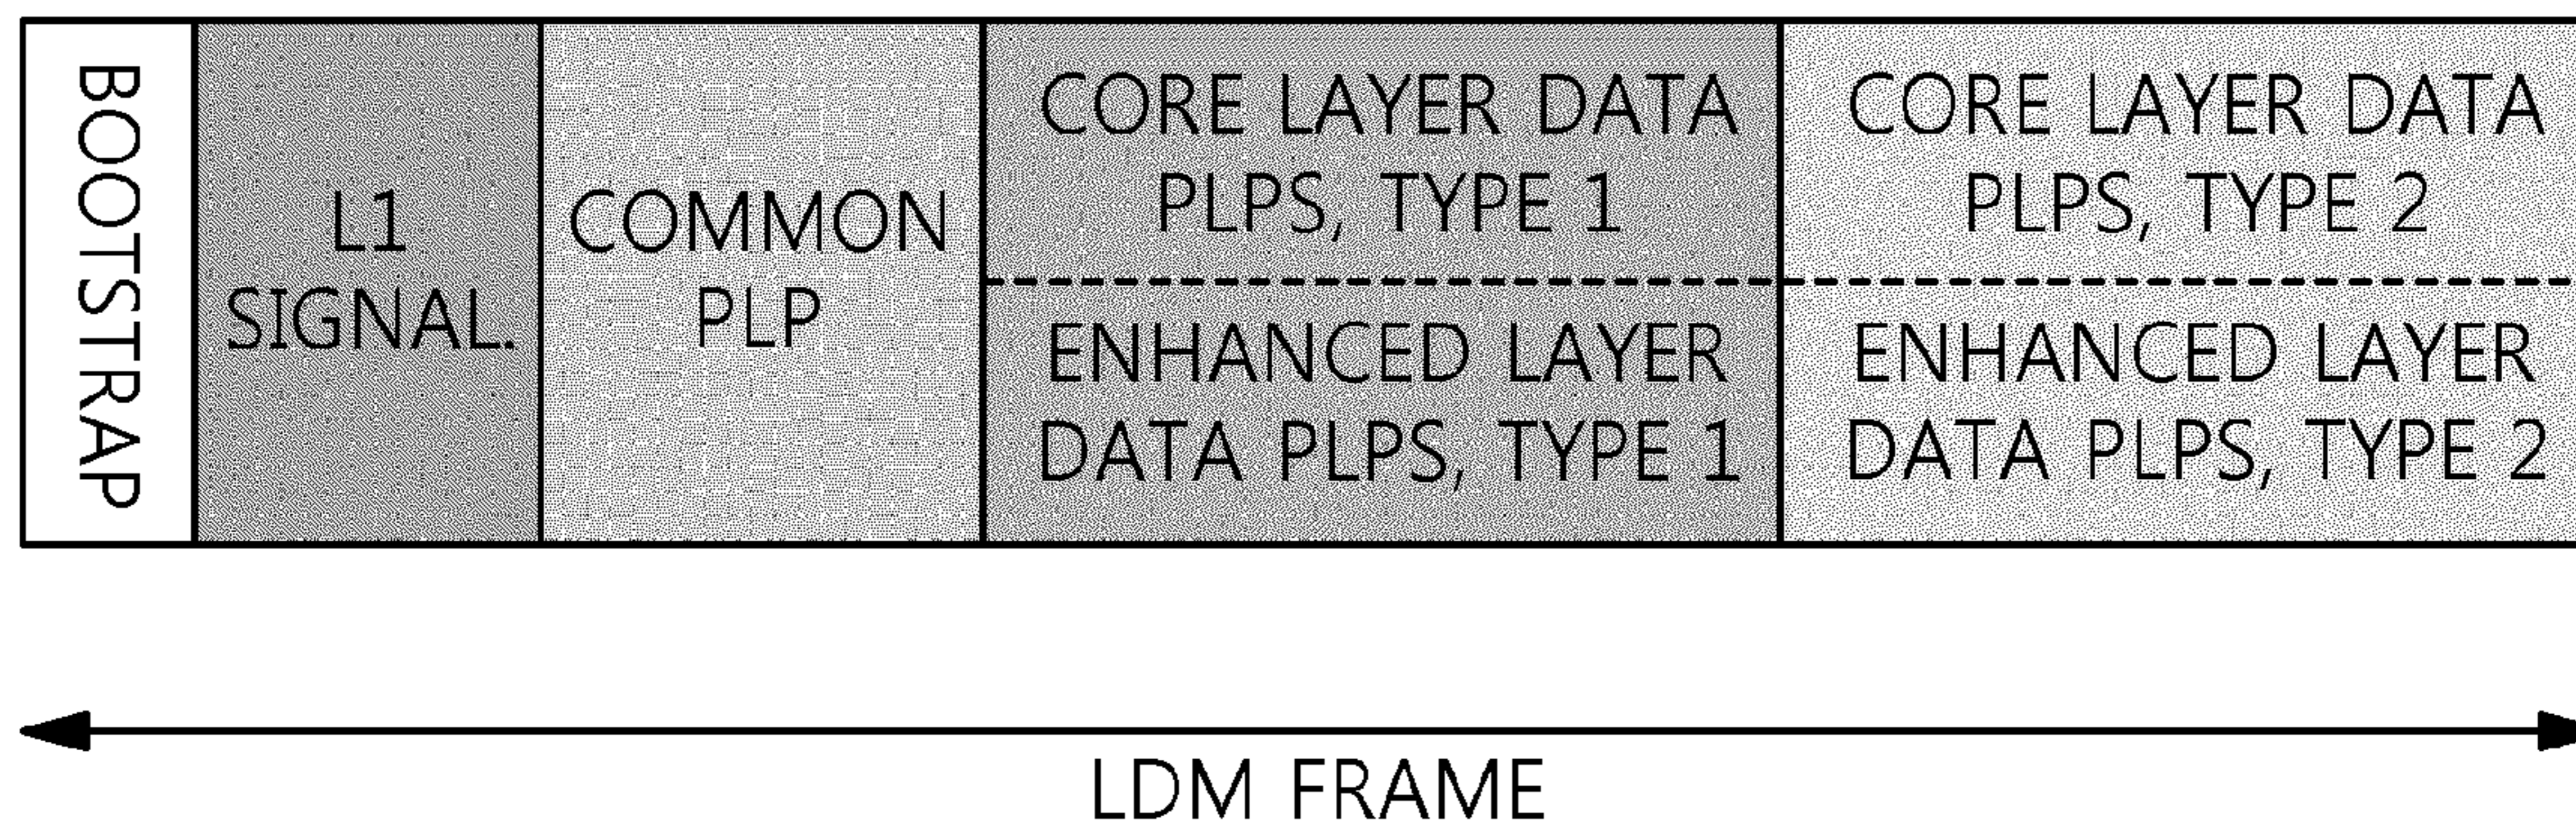 BOOTSTRAP
L1
SIGNAL.
COMMON
PLP
CORE LAYER DATA
PLPS, TYPE 1
ENHANCED LAYER
DATA PLPS, TYPE 1
CORE LAYER DATA
PLPS, TYPE 2
ENHANCED LAYER
DATA PLPS, TYPE 2
LDM FRAME